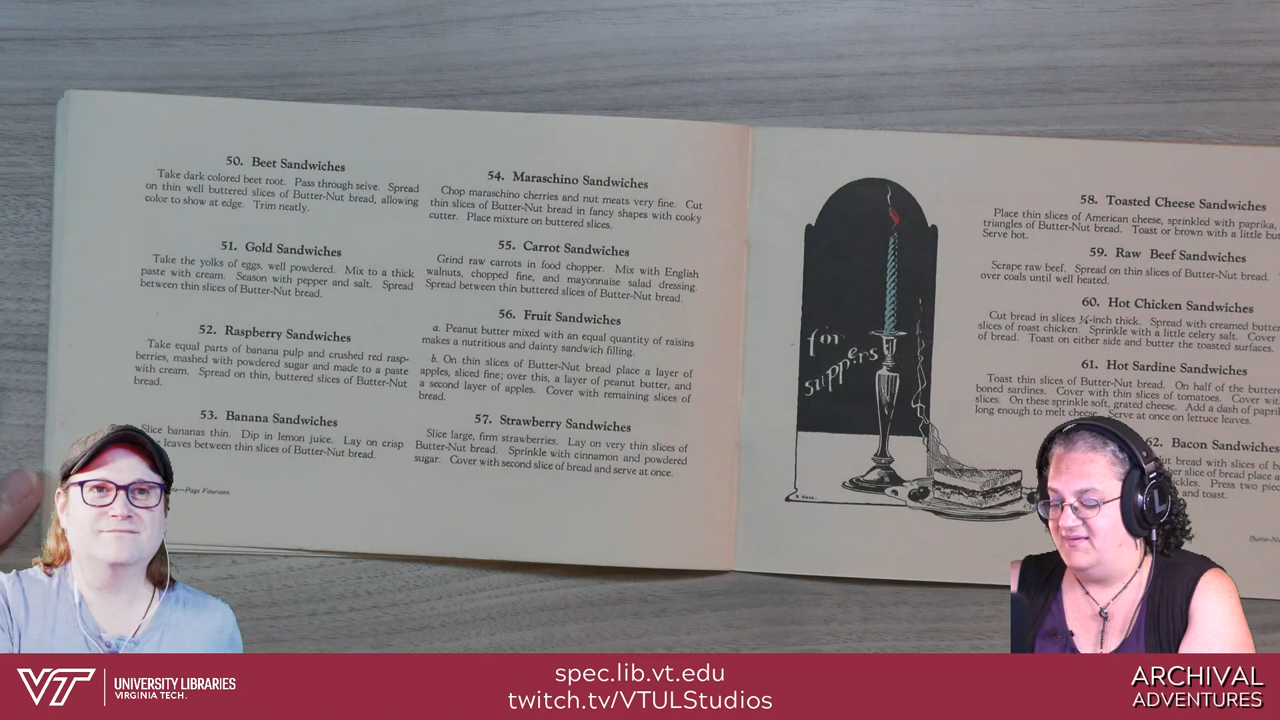 50. Beet Sandwiches
Take dark colored beet root. Pass through seive. Spread
on thin well buttered slices of Butter-Nut bread, allowing
color to show at edge. Trim neatly.
51. Gold Sandwiches
Take the yolks of eggs, well powdered. Mix to a thick
paste with cream. Season with pepper and salt. Spread
between thin slices of Butter-Nut bread.
52. Raspberry Sandwiches
Take equal parts of banana pulp and crushed red rasp-
berries, mashed with powdered sugar and made to a paste
with cream. Spread on thin, buttered slices of Butter-Nut
bread.
53. Banana Sandwiches
Slice bananas thin. Dip in lemon juice. Lay on crisp
leaves between thin slices of Butter-Nut bread.
Page Fourteen
54. Maraschino Sandwiches
Chop maraschino cherries and nut meats very fine. Cut
thin slices of Butter-Nut bread in fancy shapes with cooky
cutter. Place mixture on buttered slices.
55. Carrot Sandwiches
Grind raw carrots in food chopper. Mix with English
walnuts, chopped fine, and mayonnaise salad dressing.
Spread between thin buttered slices of Butter-Nut bread.
56. Fruit Sandwiches
a. Peanut butter mixed with an equal quantity of raisins
makes a nutritious and dainty sandwich filling.
b. On thin slices of Butter-Nut bread place a layer of
apples, sliced fine; over this, a layer of peanut butter, and
a second layer of apples. Cover with remaining slices of
bread.
57. Strawberry Sandwiches
Slice large, firm strawberries. Lay on very thin slices of
Butter-Nut bread. Sprinkle with cinnamon and powdered
sugar. Cover with second slice of bread and serve at once.
for
suppers
58. Toasted Cheese Sandwiches
Place thin slices of American cheese, sprinkled with paprika,
triangles of Butter-Nut bread. Toast or brown with a little
Serve hot.
59. Raw Beef Sandwiches
Scrape raw beef. Spread on thin slices of Butter-Nut bread.
over coals until well heated.
60. Hot Chicken Sandwiches
Cut bread in slices ¼-inch thick. Spread with creamed
slices of roast chicken. Sprinkle with a little celery salt. Cover
of bread. Toast on either side and butter the toasted surfaces.
61. Hot Sardine Sandwiches
Toast thin slices of Butter-Nut bread. On half of the
boned sardines. Cover with thin slices of tomatoes. Cover
slices. On these sprinkle soft, grated cheese. Add a dash of
long enough to melt cheese. Serve at once on lettuce leaves.
62. Bacon Sandwiches
bread with slices of
slice of bread place
Press two
and toast.
VT UNIVERSITY LIBRARIES
VIRGINIA TECH.
spec.lib.vt.edu
twitch.tv/VTULStudios
ARCHIVAL
ADVENTURES